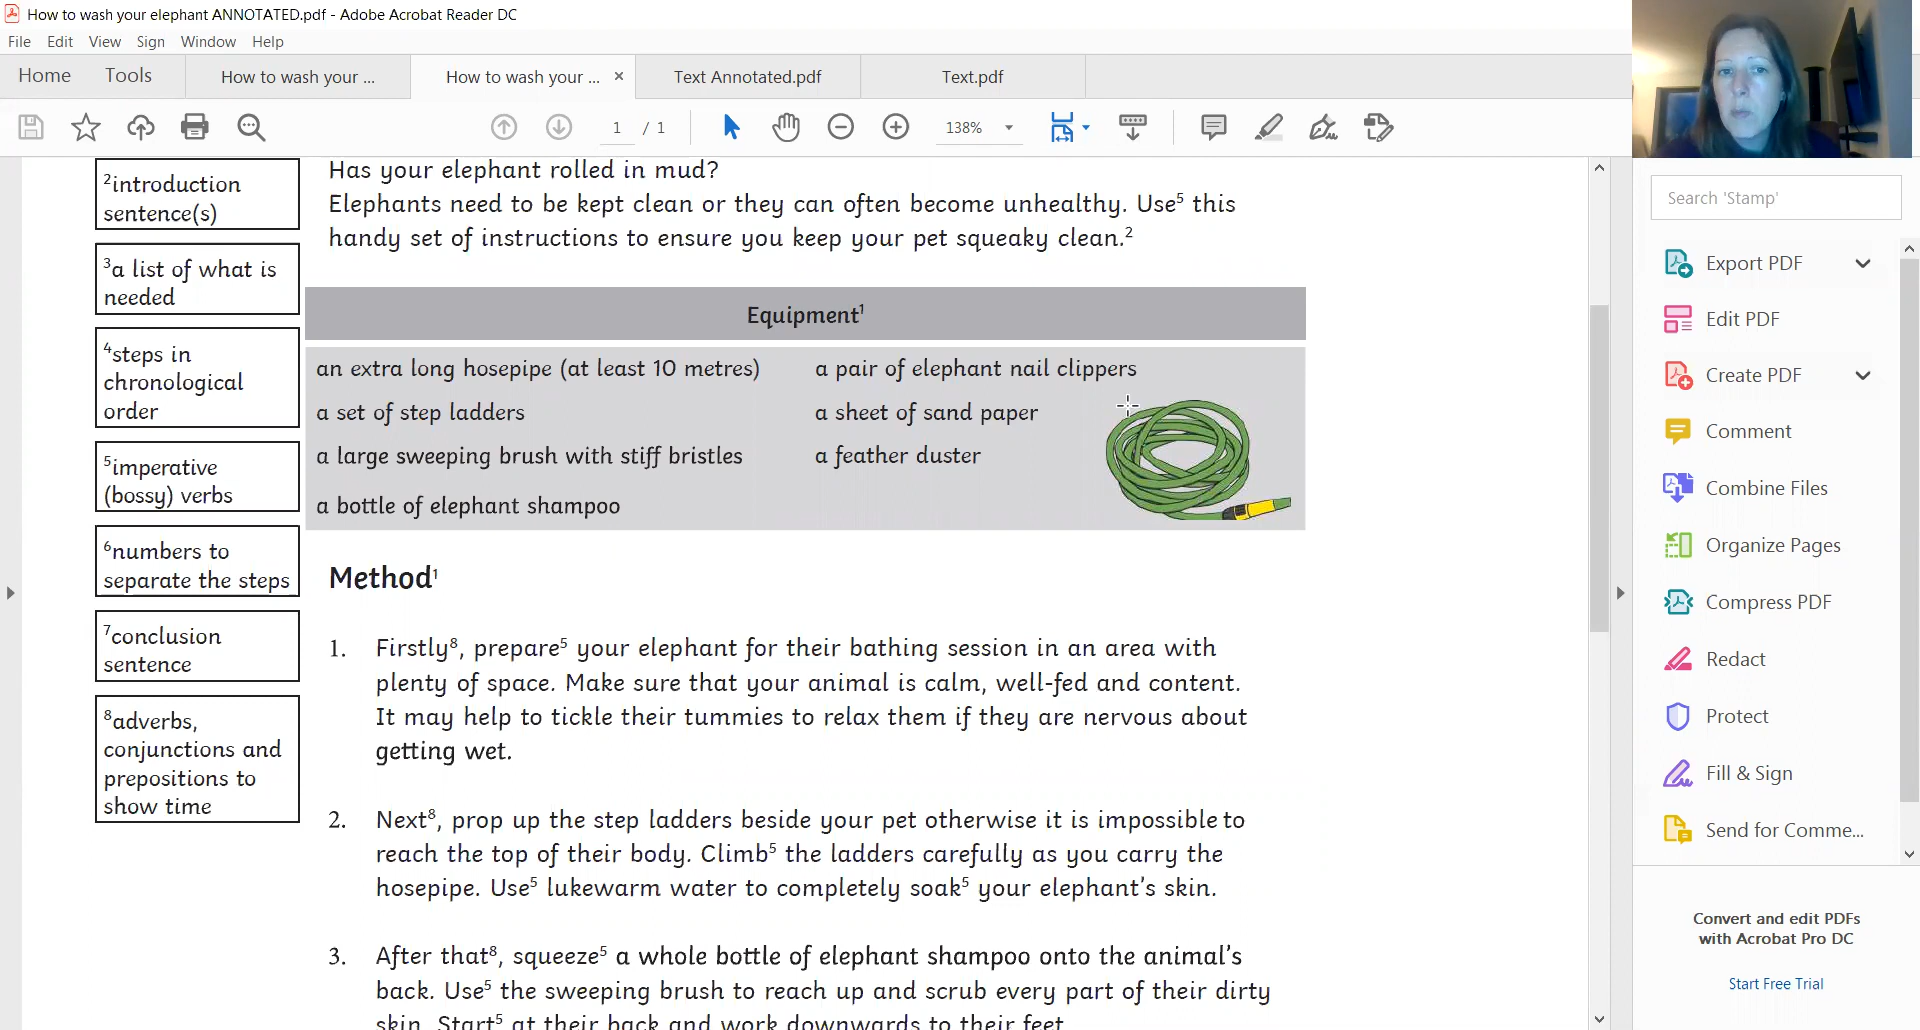 How to wash your elephant ANNOTATED.pdf - Adobe Acrobat Reader DC
File Edit View Sign Window Help
Home Tools How to wash your ... How to wash your ... × Text Annotated.pdf Text.pdf
1 / 1 138%
Search 'Stamp'
Export PDF
Edit PDF
Create PDF
Comment
Combine Files
Organize Pages
Compress PDF
Redact
Protect
Fill & Sign
Send for Comme...
Convert and edit PDFs
with Acrobat Pro DC
Start Free Trial
²introduction
sentence(s)
³a list of what is
needed
⁴steps in
chronological
order
⁵imperative
(bossy) verbs
⁶numbers to
separate the steps
⁷conclusion
sentence
⁸adverbs,
conjunctions and
prepositions to
show time
Has your elephant rolled in mud?
Elephants need to be kept clean or they can often become unhealthy. Use⁵ this
handy set of instructions to ensure you keep your pet squeaky clean.²
Equipment¹
an extra long hosepipe (at least 10 metres)
a set of step ladders
a large sweeping brush with stiff bristles
a bottle of elephant shampoo
a pair of elephant nail clippers
a sheet of sand paper
a feather duster
Method¹
1. Firstly⁸, prepare⁵ your elephant for their bathing session in an area with
plenty of space. Make sure that your animal is calm, well-fed and content.
It may help to tickle their tummies to relax them if they are nervous about
getting wet.
2. Next⁸, prop up the step ladders beside your pet otherwise it is impossible to
reach the top of their body. Climb⁵ the ladders carefully as you carry the
hosepipe. Use⁵ lukewarm water to completely soak⁵ your elephant's skin.
3. After that⁸, squeeze⁵ a whole bottle of elephant shampoo onto the animal's
back. Use⁵ the sweeping brush to reach up and scrub every part of their dirty
skin. Start⁵ at their back and work downwards to their feet.